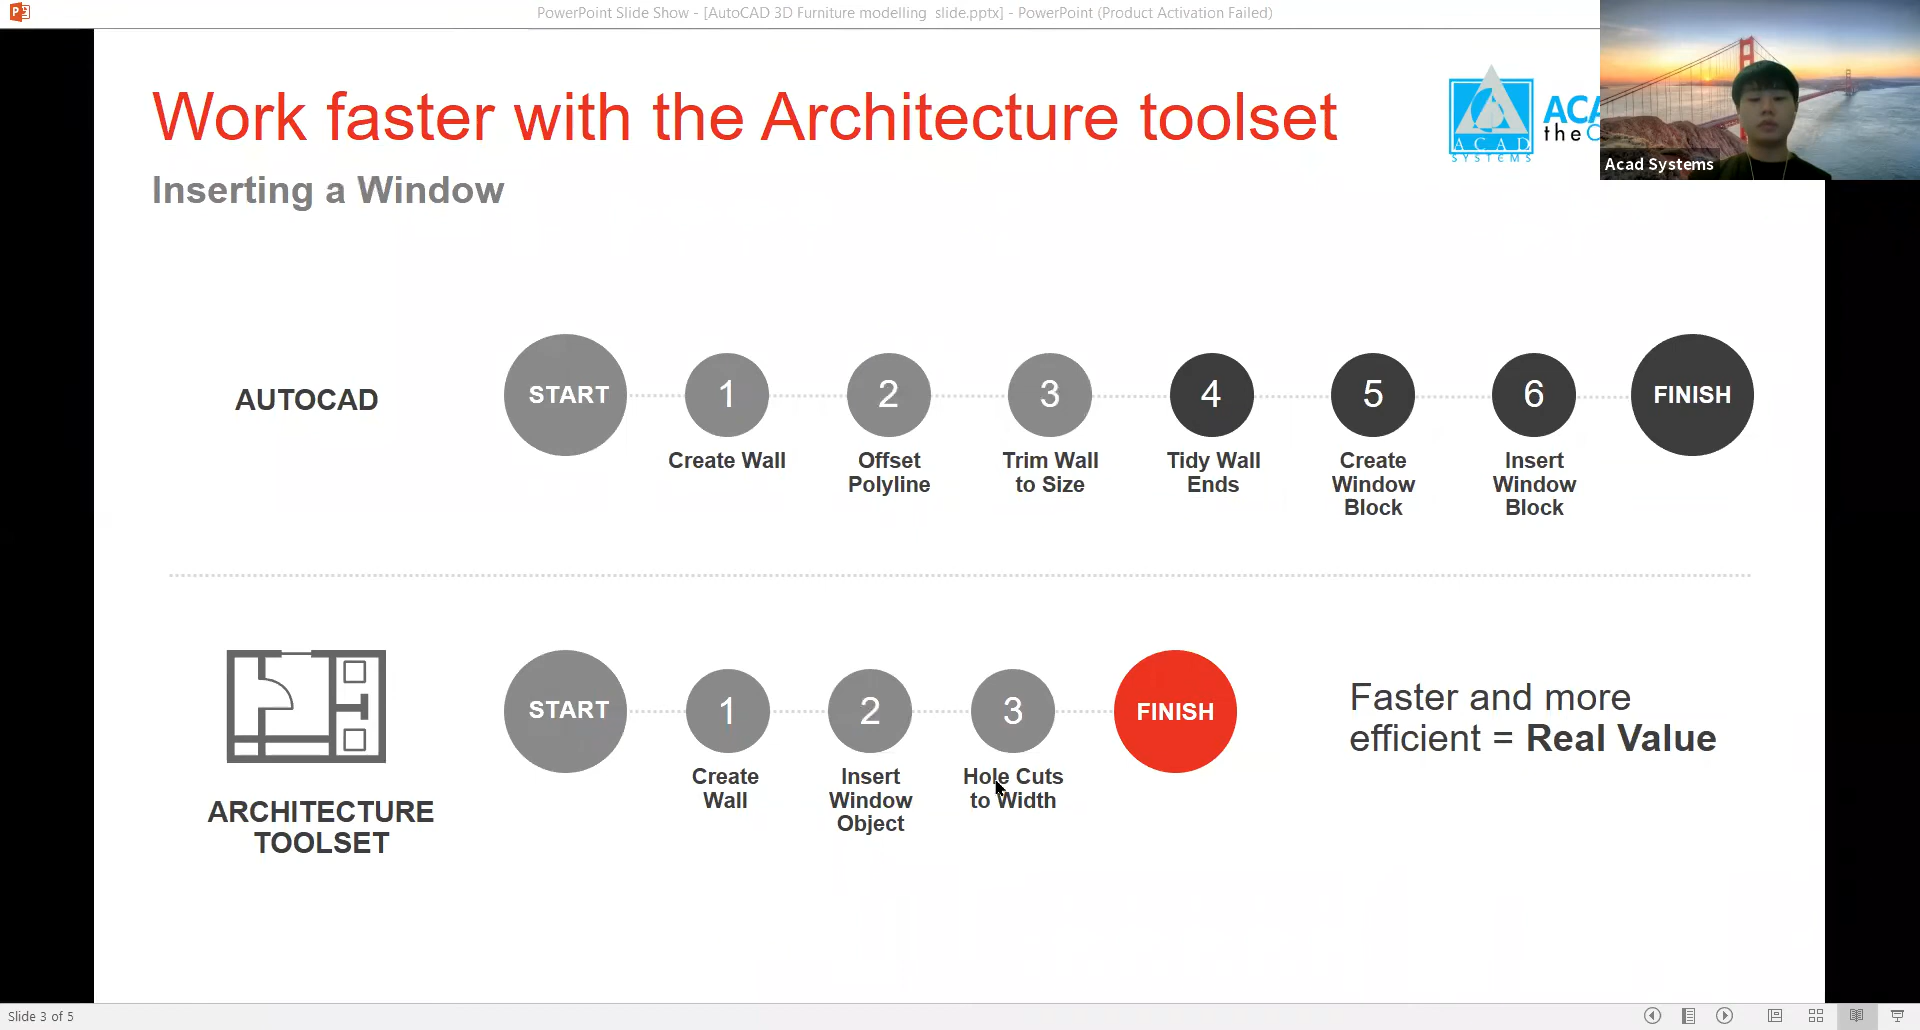 PowerPoint Slide Show - [AutoCAD 3D Furniture modelling slide.pptx] - PowerPoint (Product Activation Failed)
Work faster with the Architecture toolset
Inserting a Window
ACAD
SYSTEMS
the
Acad Systems
AUTOCAD
START
1
2
3
4
5
6
FINISH
Create Wall
Offset
Polyline
Trim Wall
to Size
Tidy Wall
Ends
Create
Window
Block
Insert
Window
Block
ARCHITECTURE
TOOLSET
START
1
2
3
FINISH
Create
Wall
Insert
Window
Object
Hole Cuts
to Width
Faster and more
efficient = Real Value
Slide 3 of 5